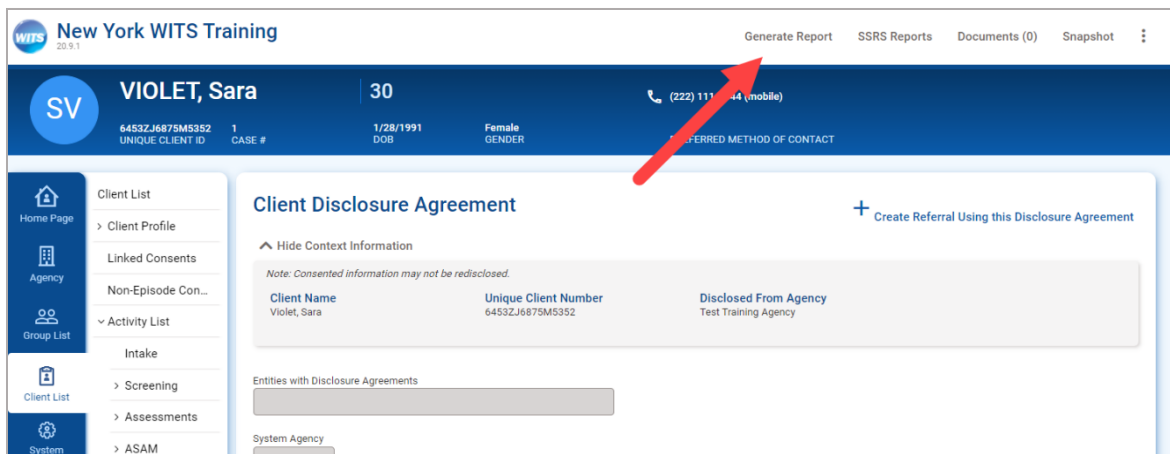 WITS
New York WITS Training
20.9.1
Generate Report SSRS Reports Documents (0) Snapshot
SV
VIOLET, Sara 30
(222) 11 44 (mobile)
6453ZJ6875M5352 1 1/28/1991 Female
UNIQUE CLIENT ID CASE # DOB GENDER METHOD OF CONTACT
Home Page
Agency
Group List
Client List
System
Client List
> Client Profile
Linked Consents
Non-Episode Con...
Activity List
Intake
> Screening
> Assessments
> ASAM
Client Disclosure Agreement
+ Create Referral Using this Disclosure Agreement
Hide Context Information
Note: Consented information may not be redisclosed.
Client Name Unique Client Number Disclosed From Agency
Violet, Sara 6453ZJ6875M5352 Test Training Agency
Entities with Disclosure Agreements
System Agency